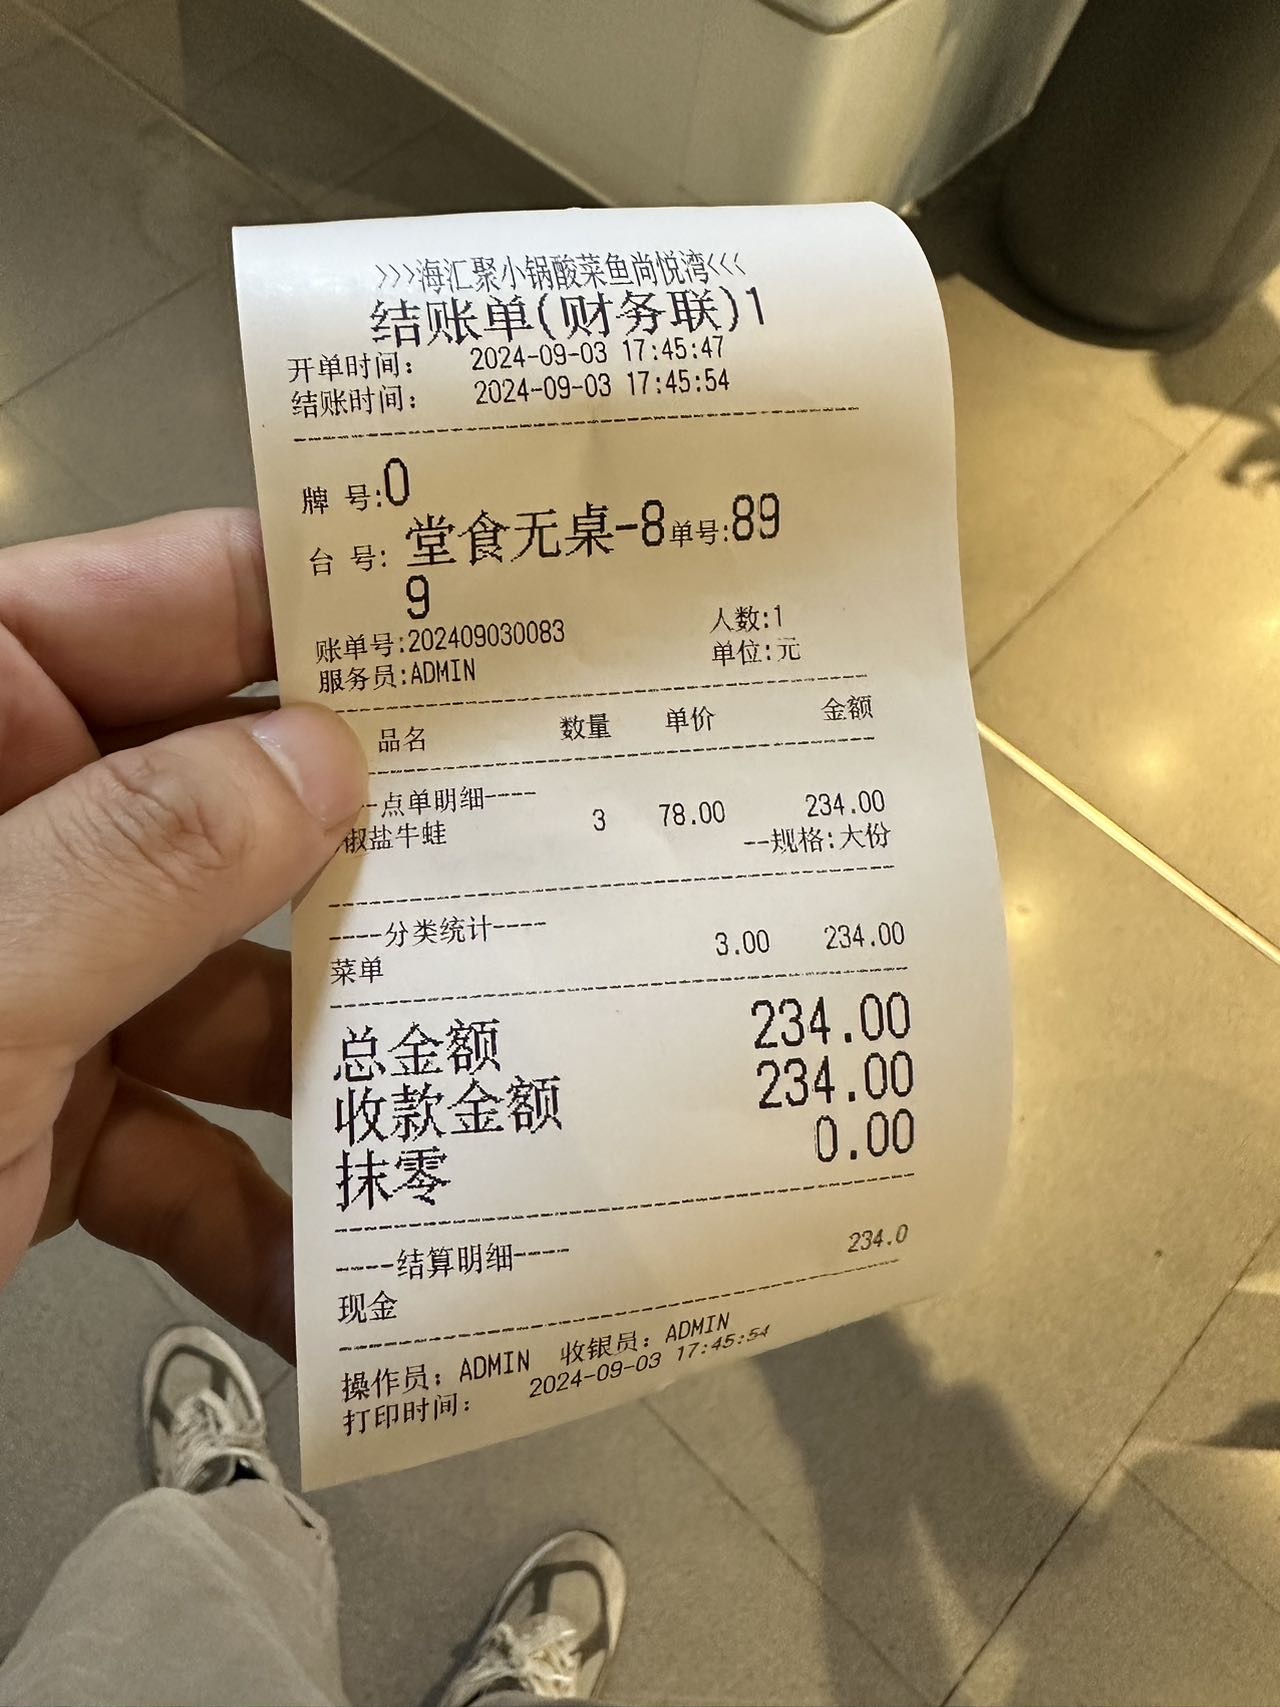 >>>海汇聚小锅酸菜鱼尚悦湾<<<
结账单(财务联)1
开单时间: 2024-09-03 17:45:47
结账时间: 2024-09-03 17:45:54
牌 号:0
台 号: 堂食无桌-8单号:89
9
账单号:202409030083 人数:1
服务员:ADMIN 单位:元
品名 数量 单价 金额
--点单明细----
椒盐牛蛙 3 78.00 234.00
--规格:大份
----分类统计----
菜单 3.00 234.00
总金额 234.00
收款金额 234.00
抹零 0.00
----结算明细----
现金 234.0
操作员: ADMIN 收银员: ADMIN
打印时间: 2024-09-03 17:45:54